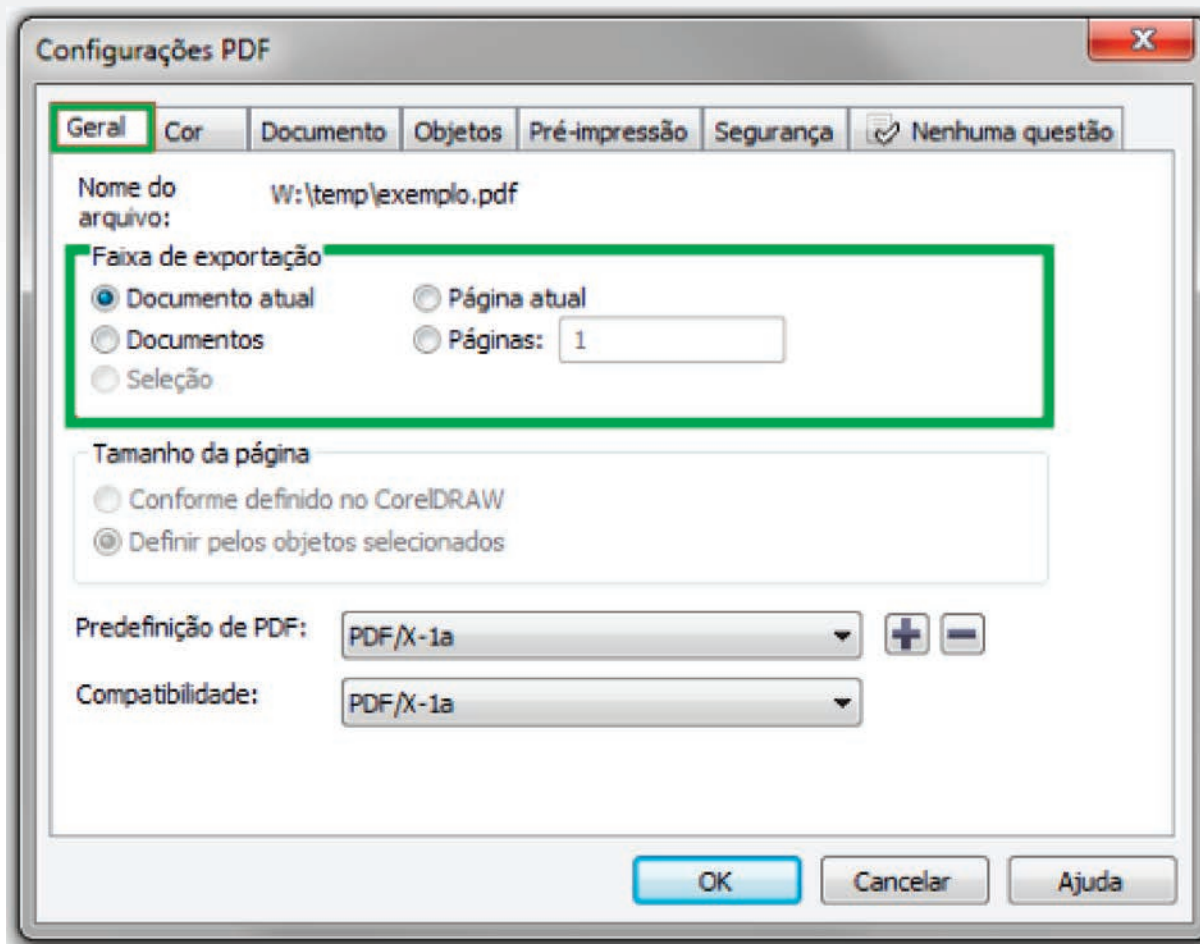 Configurações PDF
Geral Cor Documento Objetos Pré-impressão Segurança Nenhuma questão
Nome do
arquivo:
W:\temp\exemplo.pdf
Faixa de exportação
Documento atual Página atual
Documentos Páginas: 1
Seleção
Tamanho da página
Conforme definido no CorelDRAW
Definir pelos objetos selecionados
Predefinição de PDF: PDF/X-1a
Compatibilidade: PDF/X-1a
OK Cancelar Ajuda